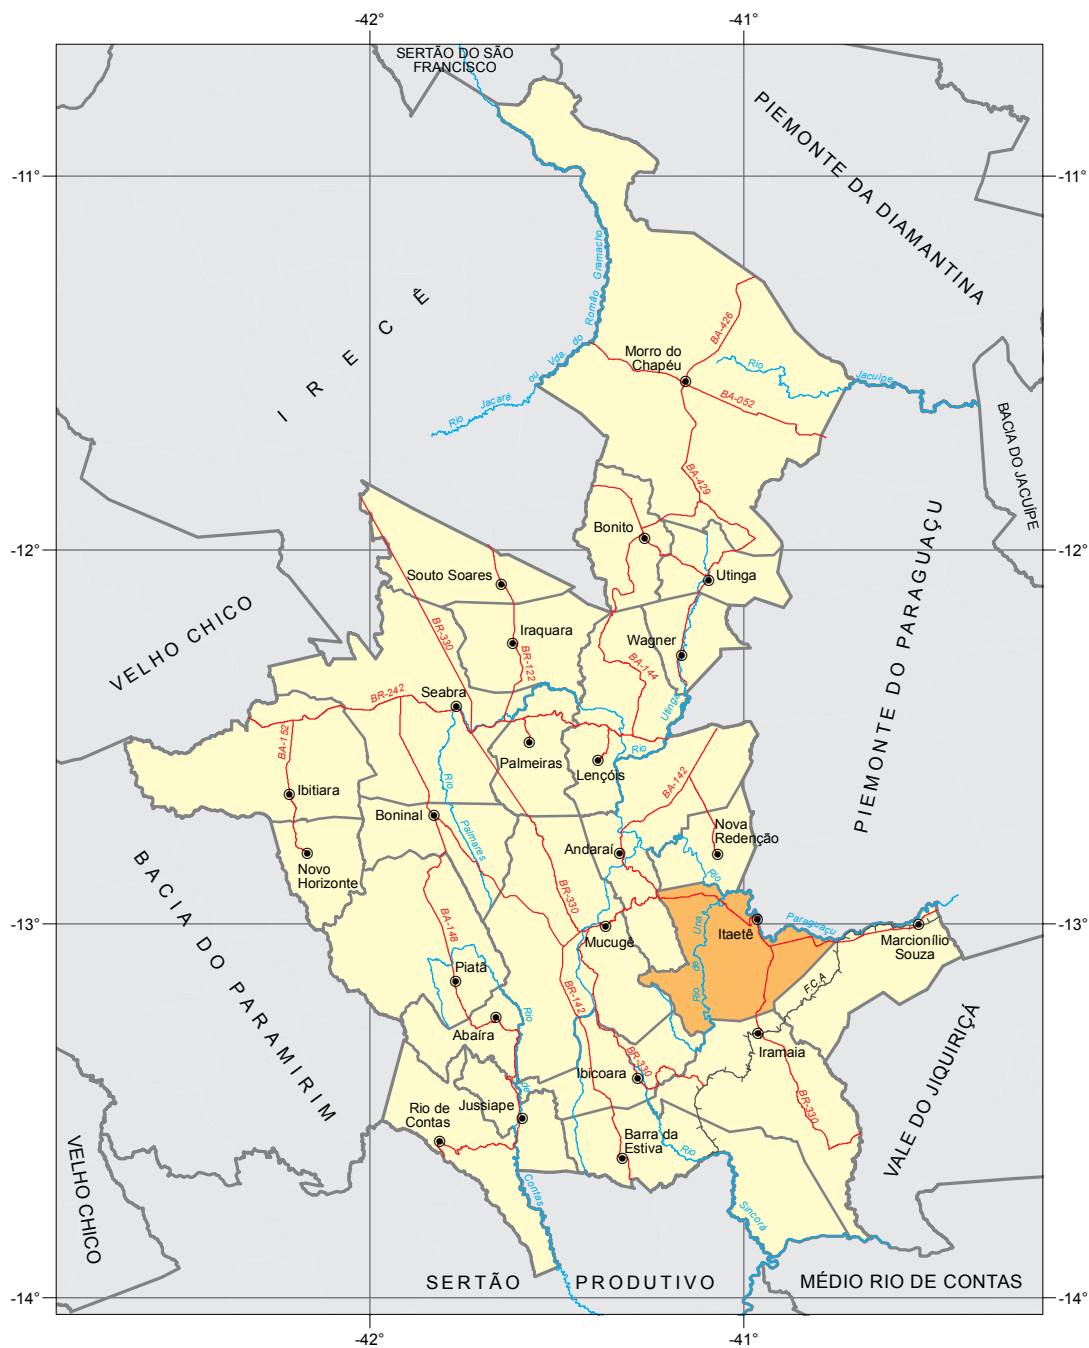 -42°
-41°
SERTÃO DO SÃO
FRANCISCO
PIEMONTE DA DIAMANTINA
-11°
-11°
IRECÊ
Rio Jacaré ou Vda. do Romão Gramacho
BA-426
Morro do
Chapéu
Rio Jacuípe
BA-052
BACIA DO JACUÍPE
BA-429
PIEMONTE DO PARAGUAÇU
Bonito
-12°
-12°
Souto Soares
Utinga
VELHO CHICO
Iraquara
Wagner
BR-330
BR-122
BA-144
Seabra
BR-242
Utinga
Rio
BA-152
Palmeiras
Lençóis
BA-142
Ibitiara
Rio Palmares
Boninal
Nova
Redenção
Andaraí
Novo
Horizonte
Rio
BACIA DO PARAMIRIM
BR-330
Paraguaçu
-13°
-13°
BA-148
Mucugê
Itaetê
Rio Una
Marcionílio
Souza
Piatã
F.C.A
BR-142
Rio de Contas
Abaíra
Iramaia
BR-330
Ibicoara
BR-330
VALE DO JIQUIRIÇÁ
Rio de
Contas
Jussiape
Barra da
Estiva
Rio Sincorá
VELHO CHICO
SERTÃO PRODUTIVO
MÉDIO RIO DE CONTAS
-14°
-14°
-42°
-41°